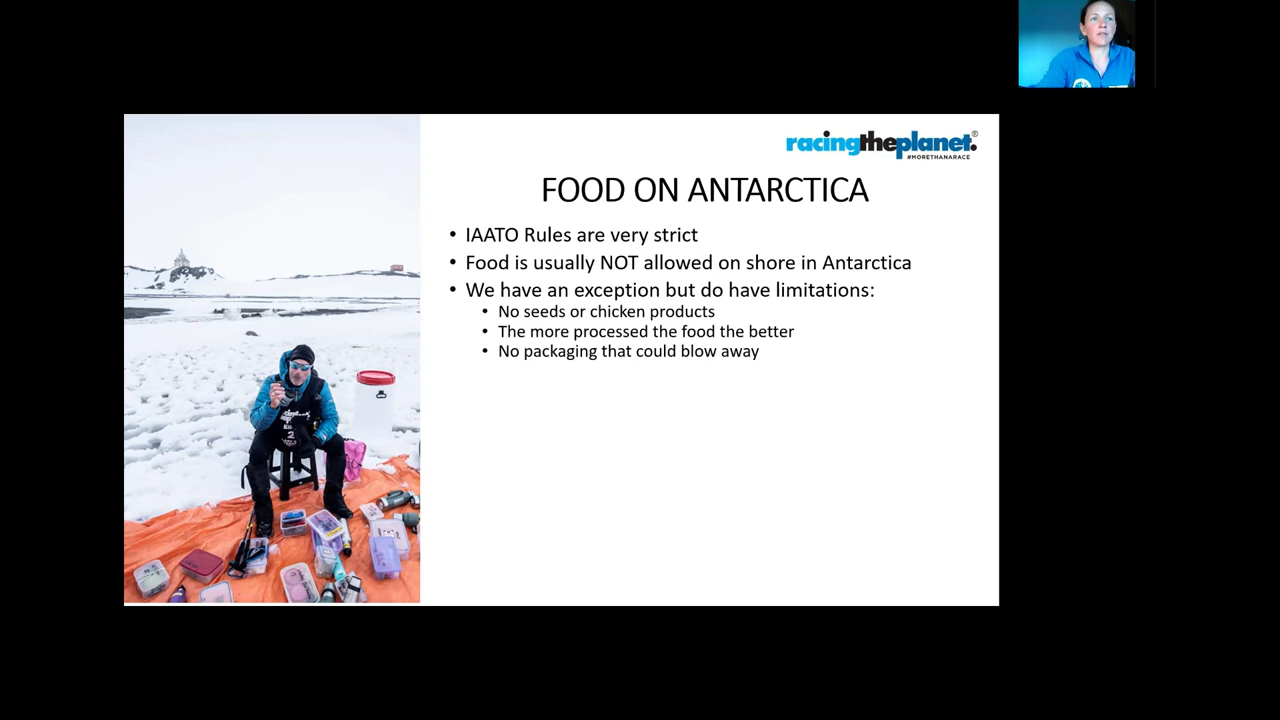 racingtheplanet.®
#MORETHANARACE
FOOD ON ANTARCTICA
• IAATO Rules are very strict
• Food is usually NOT allowed on shore in Antarctica
• We have an exception but do have limitations:
• No seeds or chicken products
• The more processed the food the better
• No packaging that could blow away
2